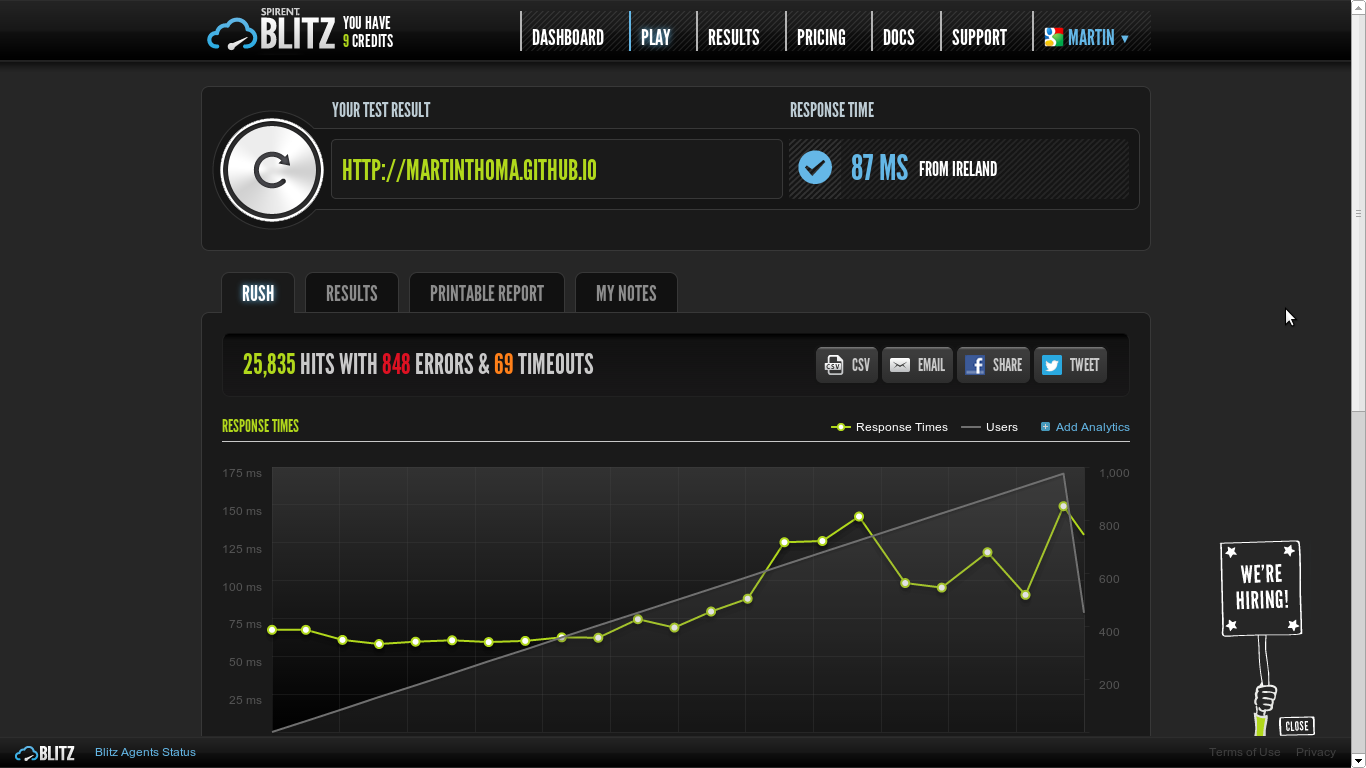 SPIRENT
BLITZ
YOU HAVE
9 CREDITS
DASHBOARD
PLAY
RESULTS
PRICING
DOCS
SUPPORT
MARTIN ▼
YOUR TEST RESULT
RESPONSE TIME
HTTP://MARTINTHOMA.GITHUB.IO
87 MS FROM IRELAND
RUSH
RESULTS
PRINTABLE REPORT
MY NOTES
25,835 HITS WITH 848 ERRORS & 69 TIMEOUTS
CSV CSV
EMAIL
f SHARE
TWEET
RESPONSE TIMES
Response Times
Users
Add Analytics
175 ms
150 ms
125 ms
100 ms
75 ms
50 ms
25 ms
1,000
800
600
400
200
WE'RE
HIRING!
CLOSE
BLITZ
Blitz Agents Status
Terms of Use
Privacy